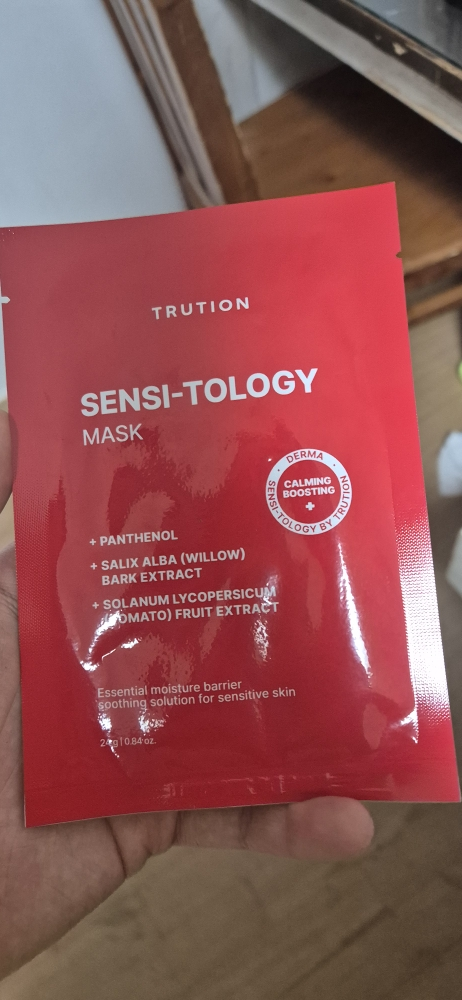 TRUTION
SENSI-TOLOGY
MASK
DERMA
CALMING
BOOSTING
SENSI-TOLOGY BY TRUTION
+ PANTHENOL
+ SALIX ALBA (WILLOW)
BARK EXTRACT
+ SOLANUM LYCOPERSICUM
(TOMATO) FRUIT EXTRACT
Essential moisture barrier
soothing solution for sensitive skin
0.84 oz.